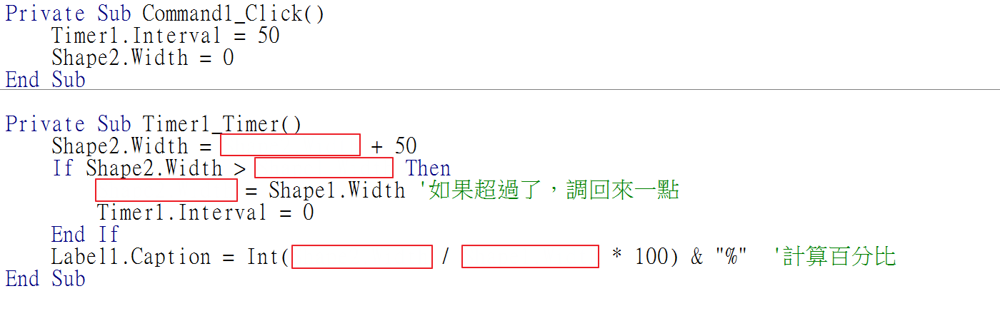 Private Sub Command1_Click()
Timer1.Interval = 50
Shape2.Width = 0
End Sub
Private Sub Timer1_Timer()
Shape2.Width = + 50
If Shape2.Width > Then
= Shape1.Width '如果超過了，調回來一點
Timer1.Interval = 0
End If
Label1.Caption = Int( / * 100) & "%" '計算百分比
End Sub